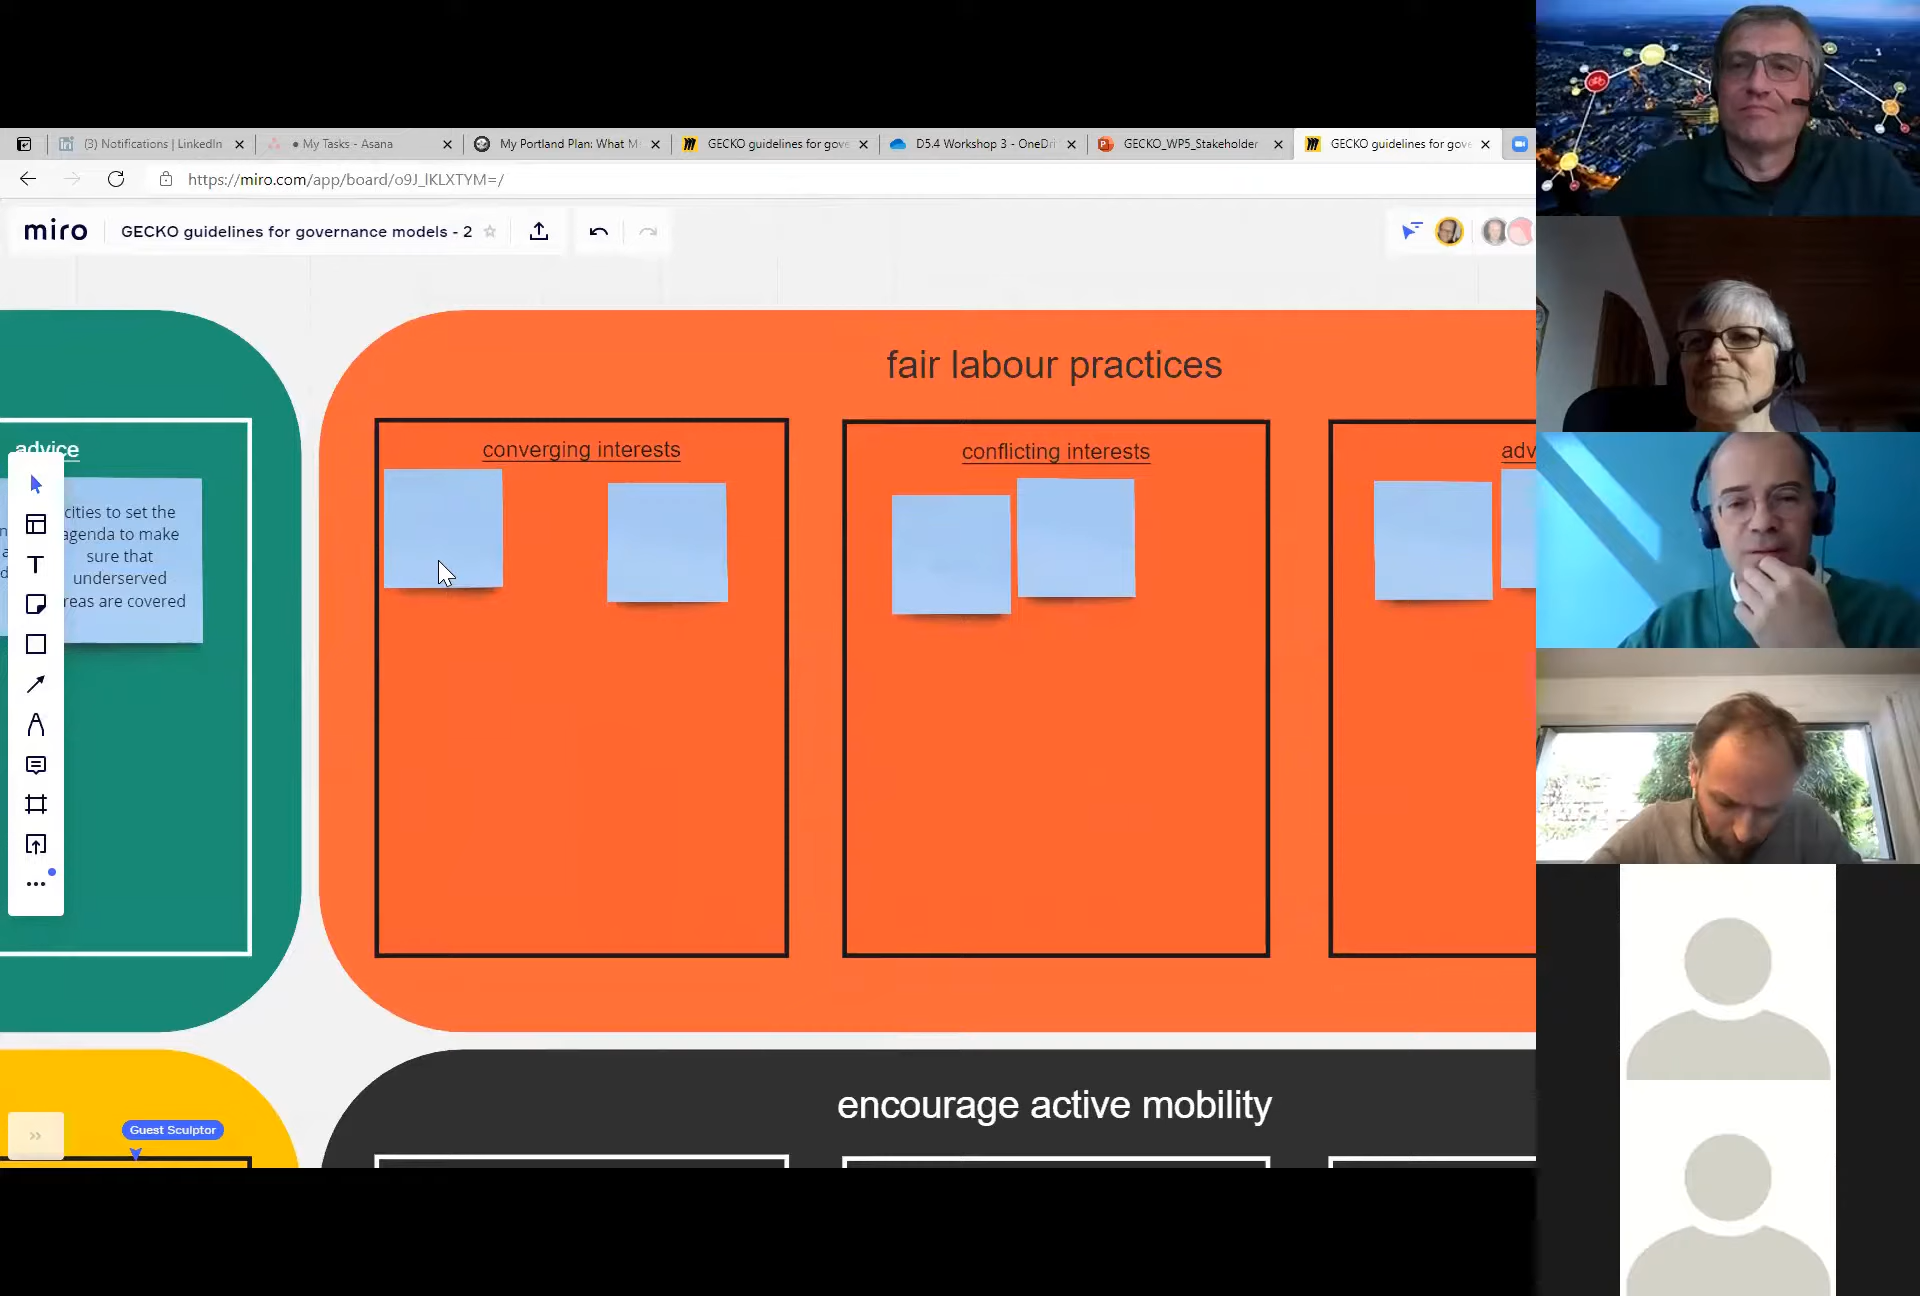 (3) Notifications | LinkedIn
My Tasks - Asana
My Portland Plan: What M
GECKO guidelines for gove
D5.4 Workshop 3 - OneDri
GECKO_WP5_Stakeholder
GECKO guidelines for gove
https://miro.com/app/board/o9J_lKLXTYM=/
miro
GECKO guidelines for governance models - 2
fair labour practices
advice
converging interests
conflicting interests
adv
cities to set the
agenda to make
sure that
underserved
reas are covered
encourage active mobility
Guest Sculptor